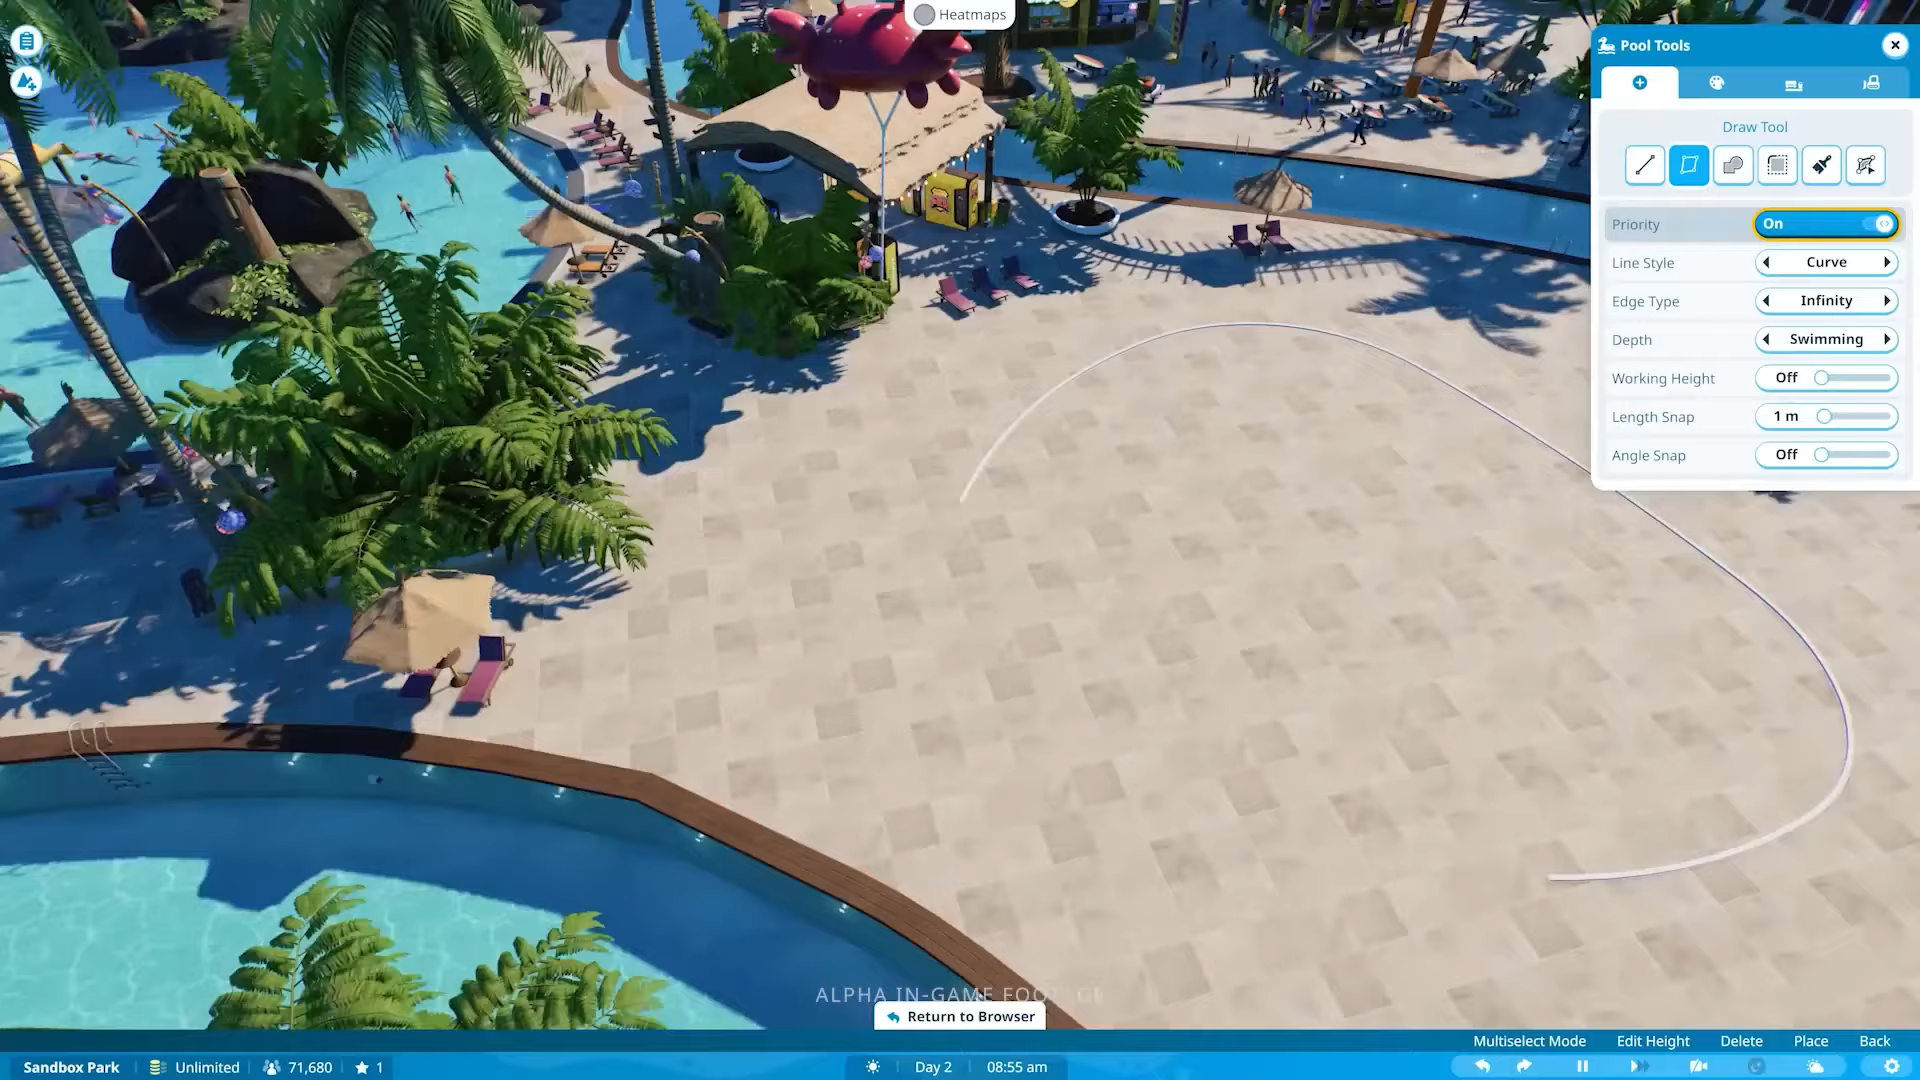 Heatmaps
Pool Tools
Draw Tool
Priority On
Line Style Curve
Edge Type Infinity
Depth Swimming
Working Height Off
Length Snap 1 m
Angle Snap Off
ALPHA IN-GAME FOOTAGE
Return to Browser
Multiselect Mode Edit Height Delete Place Back
Sandbox Park Unlimited 71,680 1 Day 2 08:55 am